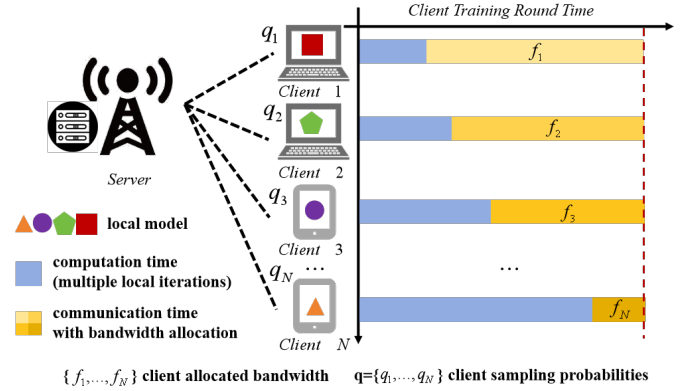 Client Training Round Time
q1
f1
Client 1
q2
f2
Client 2
Server
q3
f3
Client 3
local model
computation time
(multiple local iterations)
...
...
qN
fN
communication time
with bandwidth allocation
Client N
{f1,...,fN} client allocated bandwidth
q={q1,...,qN} client sampling probabilities